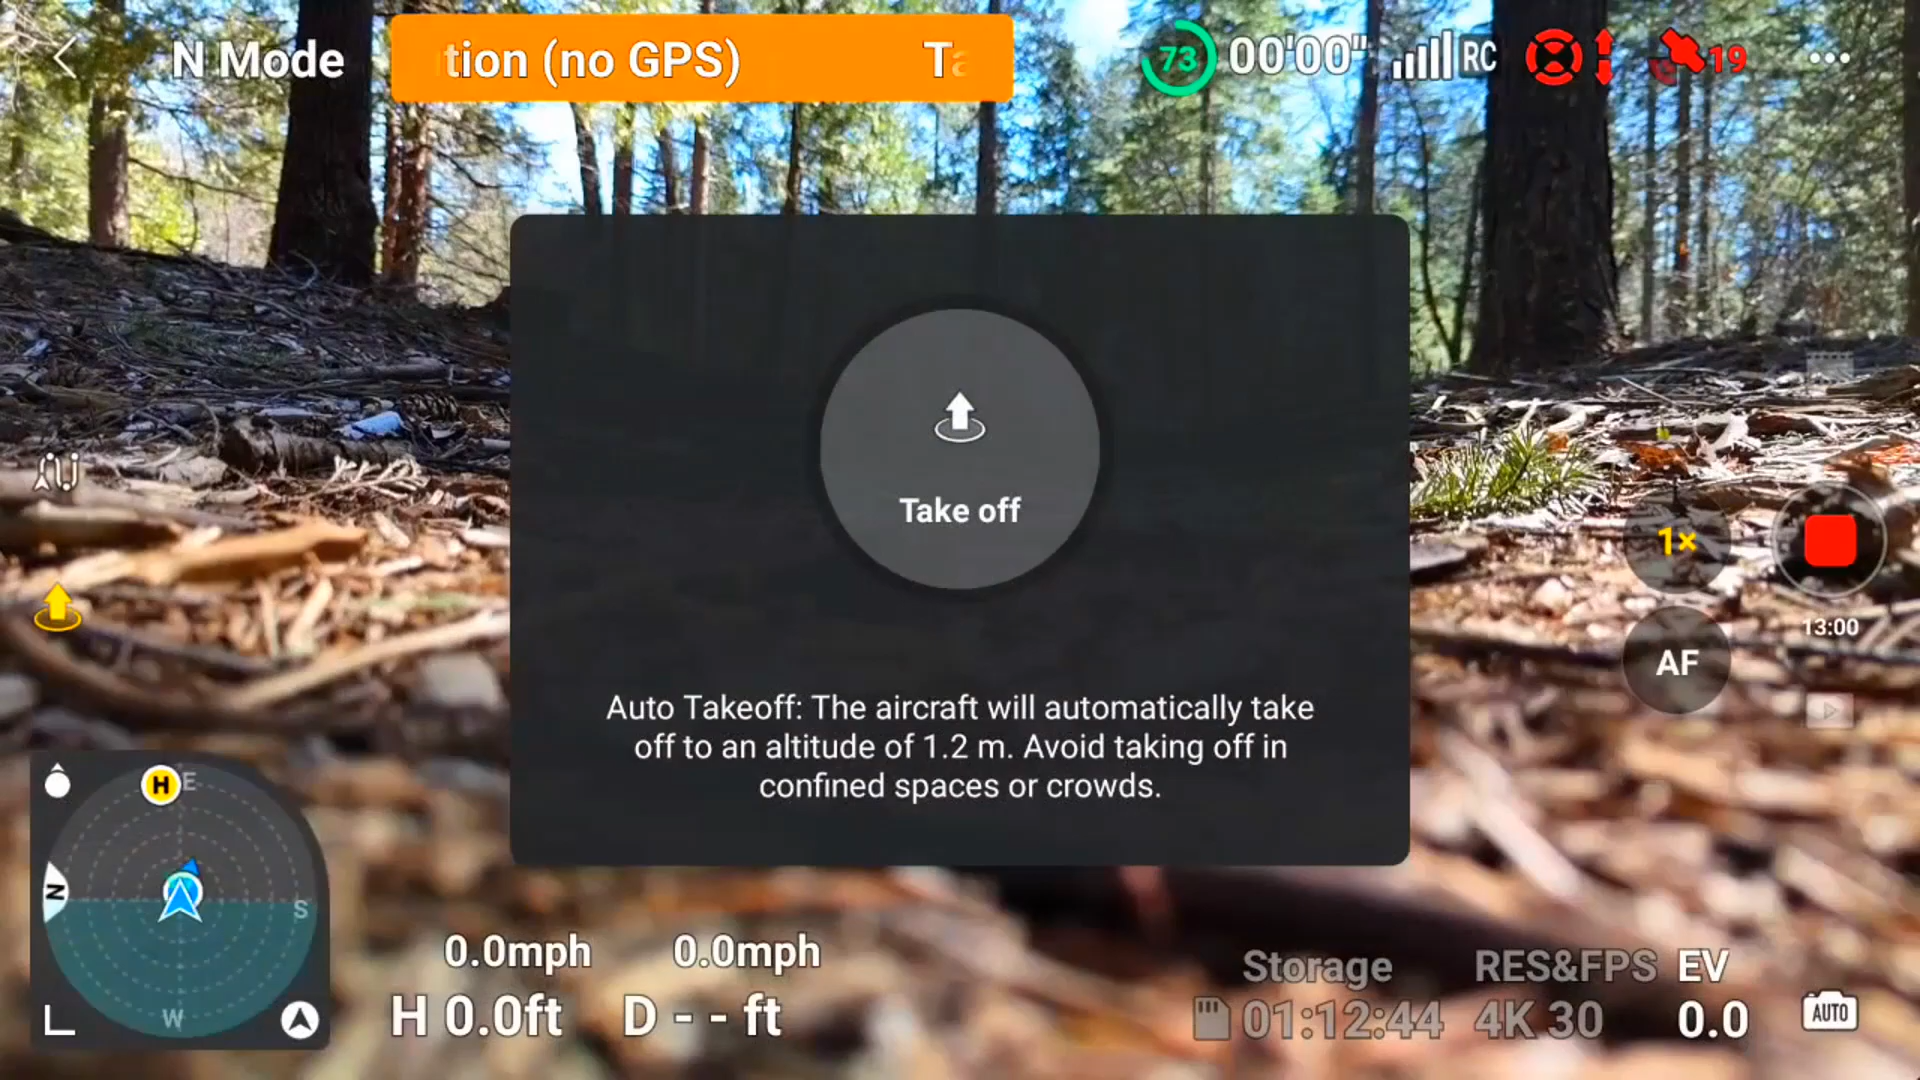 N Mode
tion (no GPS)
73
00'00"
RC
19
Take off
Auto Takeoff: The aircraft will automatically take
off to an altitude of 1.2 m. Avoid taking off in
confined spaces or crowds.
1×
13:00
AF
H
E
N
S
W
0.0mph
0.0mph
H 0.0ft
D - - ft
Storage
01:12:44
RES&FPS
4K 30
EV
0.0
AUTO